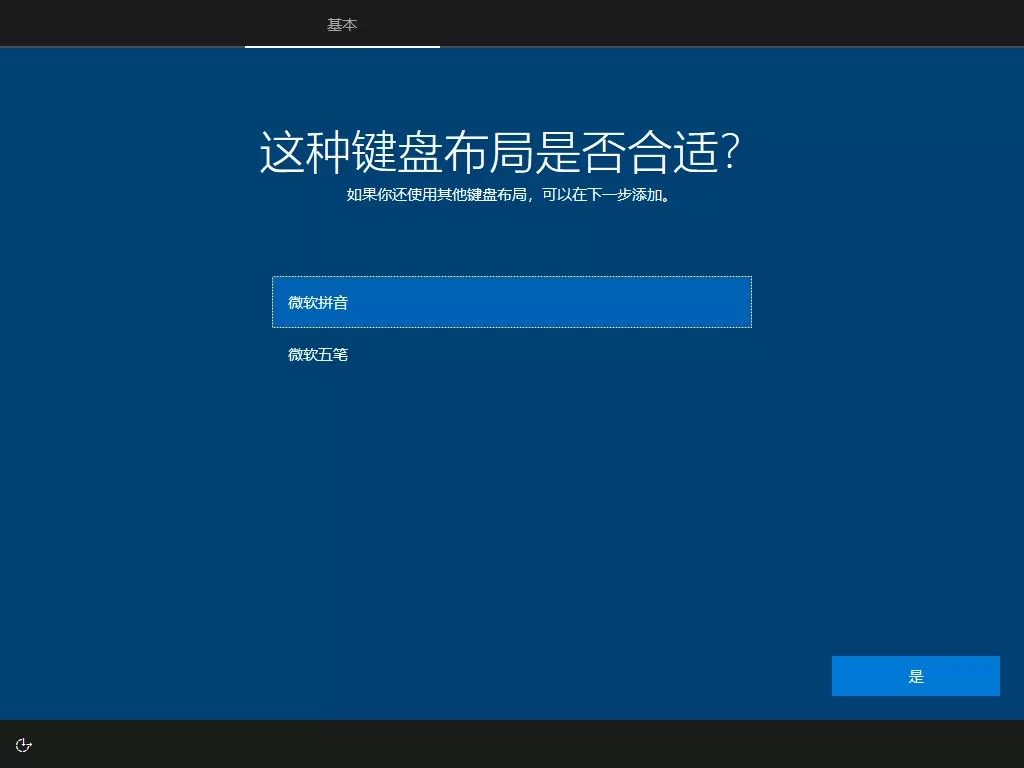 基本
这种键盘布局是否合适?
如果你还使用其他键盘布局，可以在下一步添加。
微软拼音
微软五笔
是